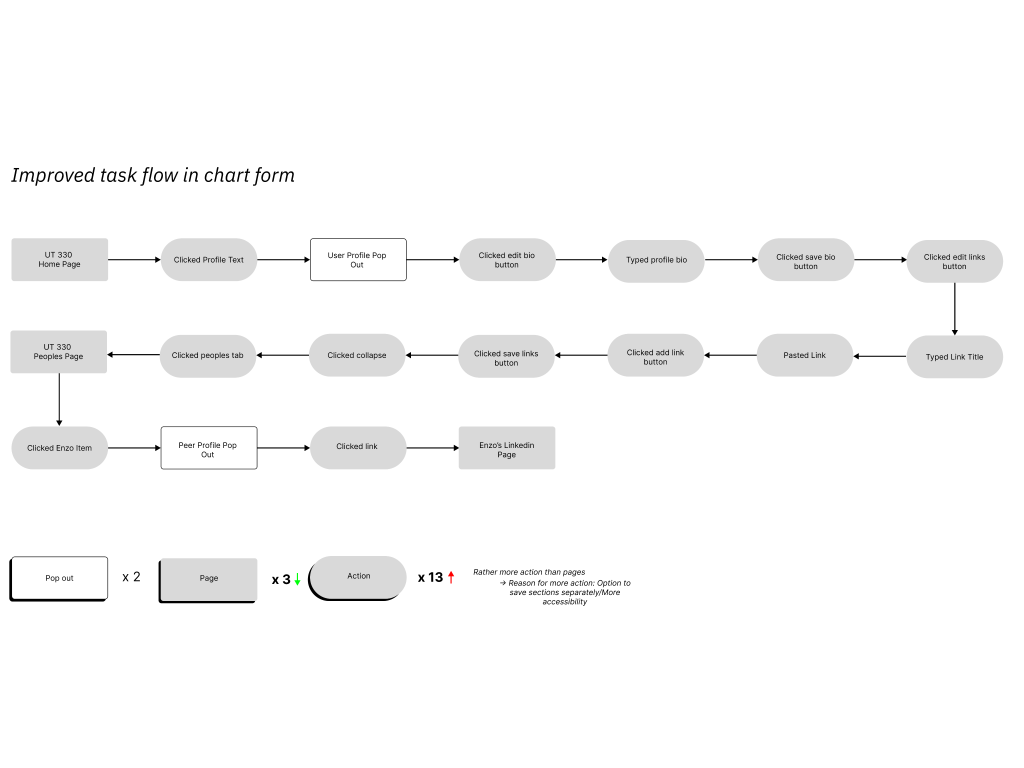 Improved task flow in chart form
UT 330
Home Page
Clicked Profile Text
User Profile Pop
Out
Clicked edit bio
button
Typed profile bio
Clicked save bio
button
Clicked edit links
button
UT 330
Peoples Page
Clicked peoples tab
Clicked collapse
Clicked save links
button
Clicked add link
button
Pasted Link
Typed Link Title
Clicked Enzo Item
Peer Profile Pop
Out
Clicked link
Enzo's Linkedin
Page
Pop out
x 2
Page
x 3
Action
x 13
Rather more action than pages
→ Reason for more action: Option to
save sections separately/More
accessibility